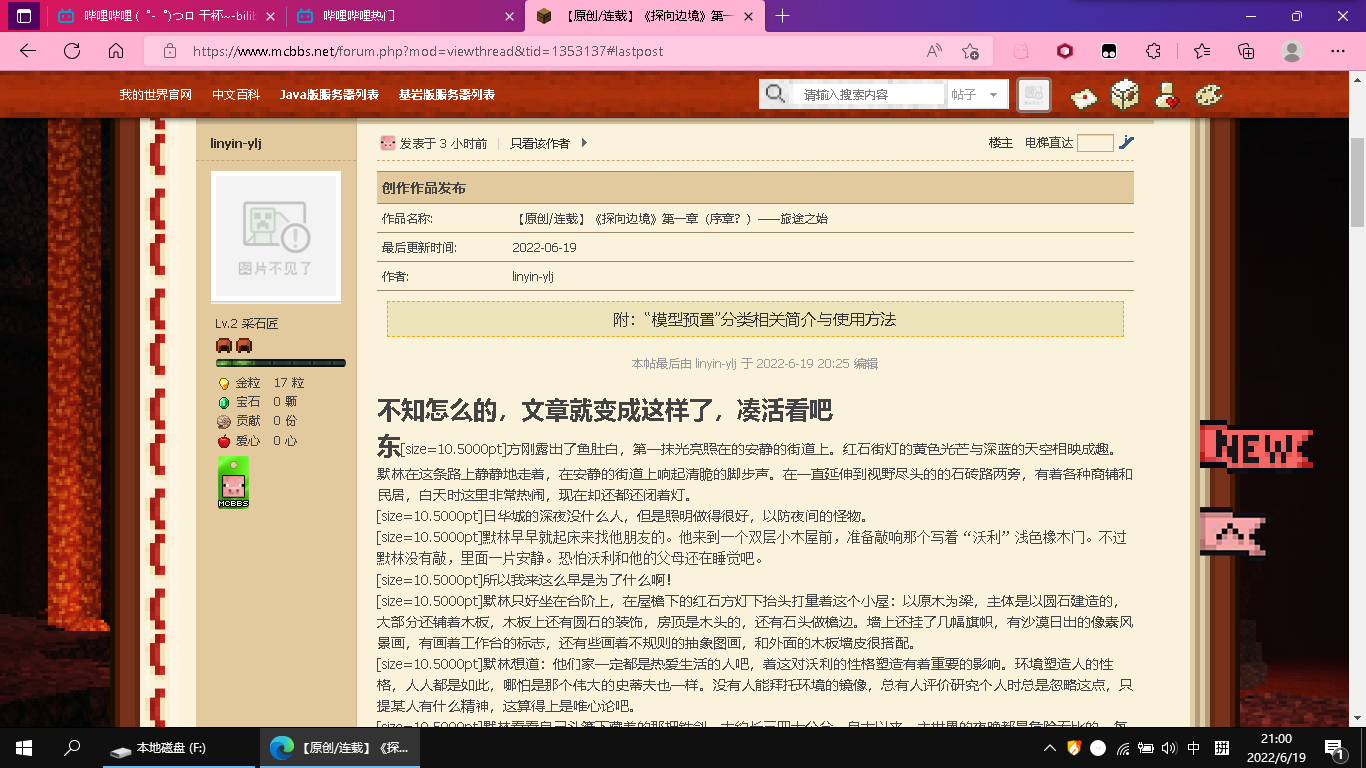 哔哩哔哩 (゜-゜)つロ 干杯~-bilib
哔哩哔哩热门
【原创/连载】《探向边境》第一
https://www.mcbbs.net/forum.php?mod=viewthread&tid=1353137#lastpost
我的世界官网 中文百科 Java版服务器列表 基岩版服务器列表
请输入搜索内容 帖子
linyin-ylj
发表于 3 小时前 只看该作者
楼主 电梯直达
图片不见了
Lv.2 采石匠
金粒 17 粒
宝石 0 颗
贡献 0 份
爱心 0 心
MCBBS
创作作品发布
作品名称: 【原创/连载】《探向边境》第一章（序章？）——旅途之始
最后更新时间: 2022-06-19
作者: linyin-ylj
附：“模型预置”分类相关简介与使用方法
本帖最后由 linyin-ylj 于 2022-6-19 20:25 编辑
不知怎么的，文章就变成这样了，凑活看吧
东[size=10.5000pt]方刚露出了鱼肚白，第一抹光亮照在的安静的街道上。红石街灯的黄色光芒与深蓝的天空相映成趣。
默林在这条路上静静地走着，在安静的街道上响起清脆的脚步声。在一直延伸到视野尽头的的石砖路两旁，有着各种商铺和
民居，白天时这里非常热闹，现在却还都还闭着灯。
[size=10.5000pt]日华城的深夜没什么人，但是照明做得很好，以防夜间的怪物。
[size=10.5000pt]默林早早就起床来找他朋友的。他来到一个双层小木屋前，准备敲响那个写着“沃利”浅色橡木门。不过
默林没有敲，里面一片安静。恐怕沃利和他的父母还在睡觉吧。
[size=10.5000pt]所以我来这么早是为了什么啊！
[size=10.5000pt]默林只好坐在台阶上，在屋檐下的红石方灯下抬头打量着这个小屋：以原木为梁，主体是以圆石建造的，
大部分还铺着木板，木板上还有圆石的装饰，房顶是木头的，还有石头做檐边。墙上还挂了几幅旗帜，有沙漠日出的像素风
景画，有画着工作台的标志，还有些画着不规则的抽象图画，和外面的木板墙皮很搭配。
[size=10.5000pt]默林想道：他们家一定都是热爱生活的人吧，着这对沃利的性格塑造有着重要的影响。环境塑造人的性
格，人人都是如此，哪怕是那个伟大的史蒂夫也一样。没有人能拜托环境的镜像，总有人评价研究个人时总是忽略这点，只
提某人有什么精神，这算得上是唯心论吧。
NEW
本地磁盘 (F:)
【原创/连载】《探...
中 拼
21:00
2022/6/19
1